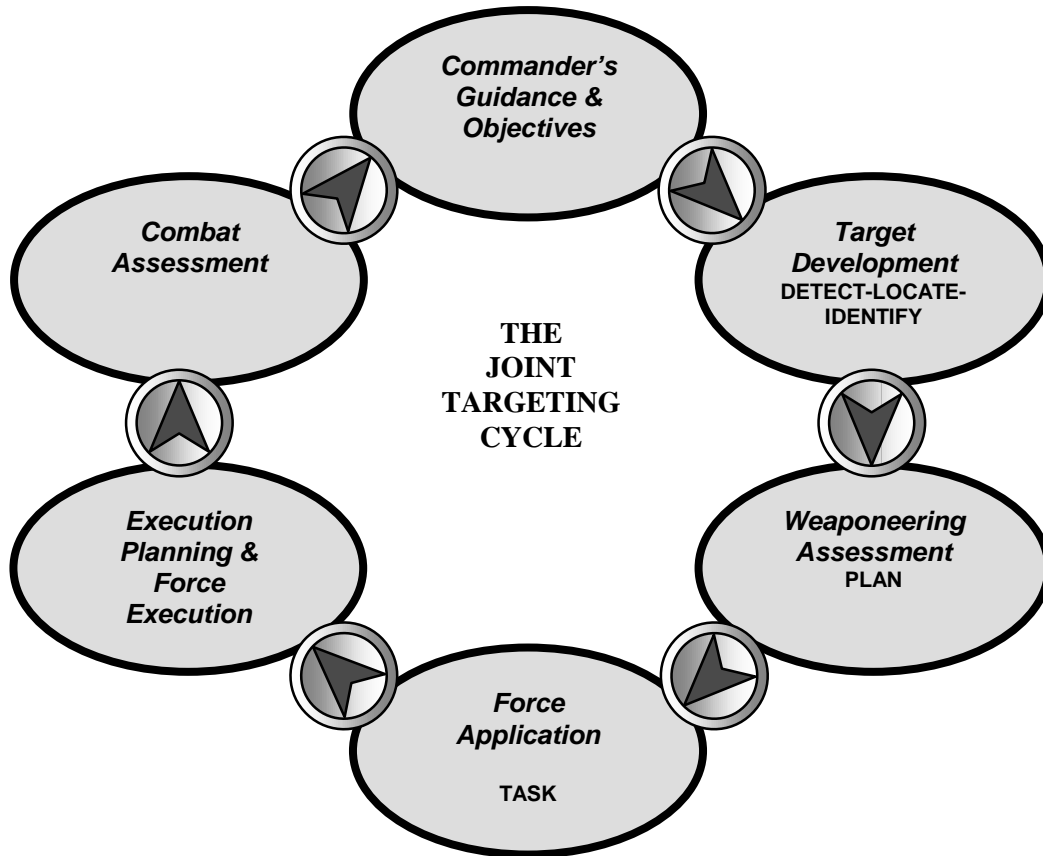 Commander’s
Guidance &
Objectives
Target
Development
DETECT-LOCATE-
IDENTIFY
Weaponeering
Assessment
PLAN
Force
Application
TASK
Execution
Planning &
Force
Execution
Combat
Assessment
THE
JOINT
TARGETING
CYCLE